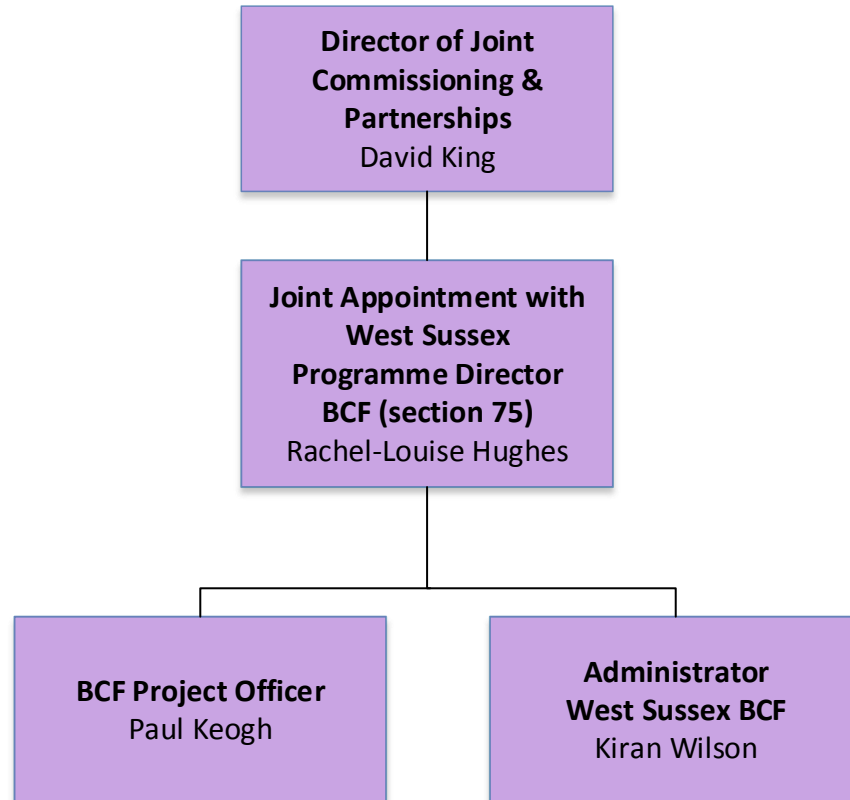 Director of Joint
Commissioning &
Partnerships
David King
Joint Appointment with
West Sussex
Programme Director
BCF (section 75)
Rachel-Louise Hughes
BCF Project Officer
Paul Keogh
Administrator
West Sussex BCF
Kiran Wilson